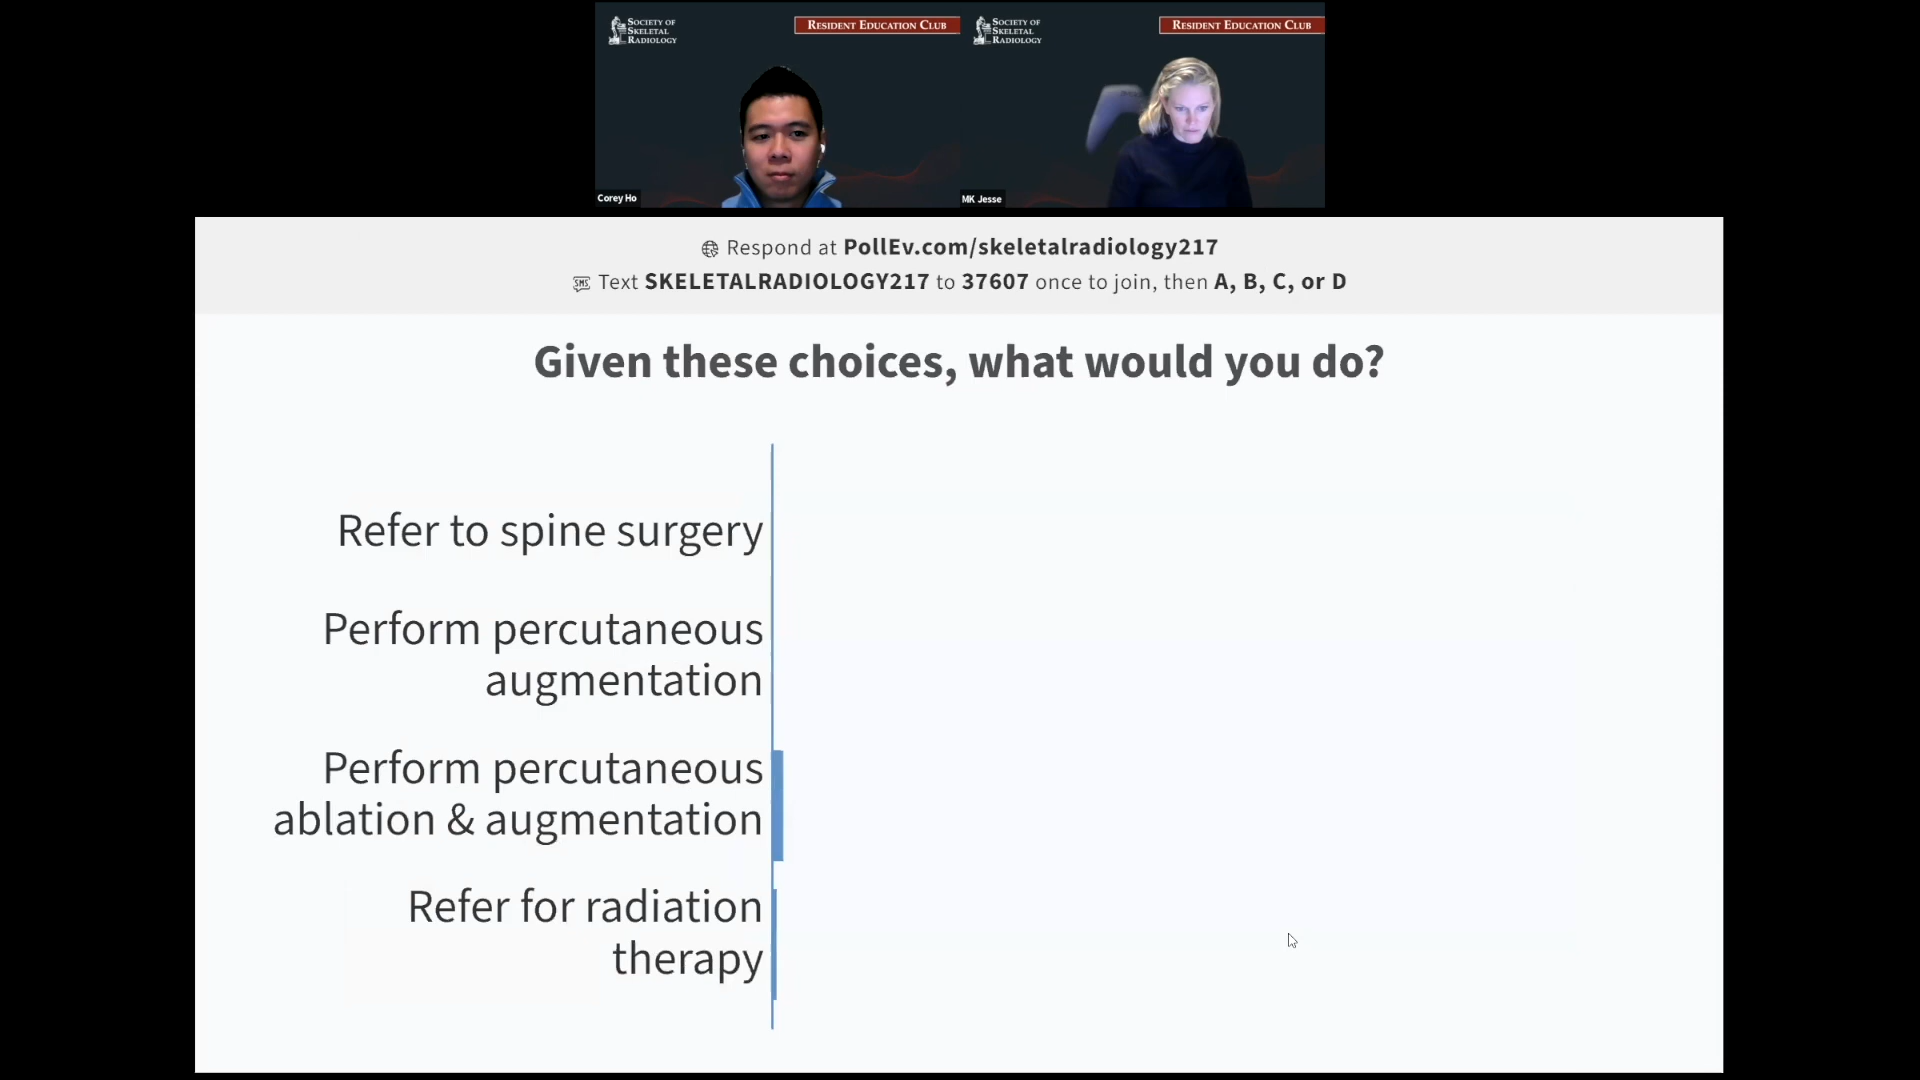 SOCIETY OF
SKELETAL
RADIOLOGY
RESIDENT EDUCATION CLUB
Corey Ho
SOCIETY OF
SKELETAL
RADIOLOGY
RESIDENT EDUCATION CLUB
MK Jesse
Respond at PollEv.com/skeletalradiology217
SMS Text SKELETALRADIOLOGY217 to 37607 once to join, then A, B, C, or D
Given these choices, what would you do?
Refer to spine surgery
Perform percutaneous
augmentation
Perform percutaneous
ablation & augmentation
Refer for radiation
therapy